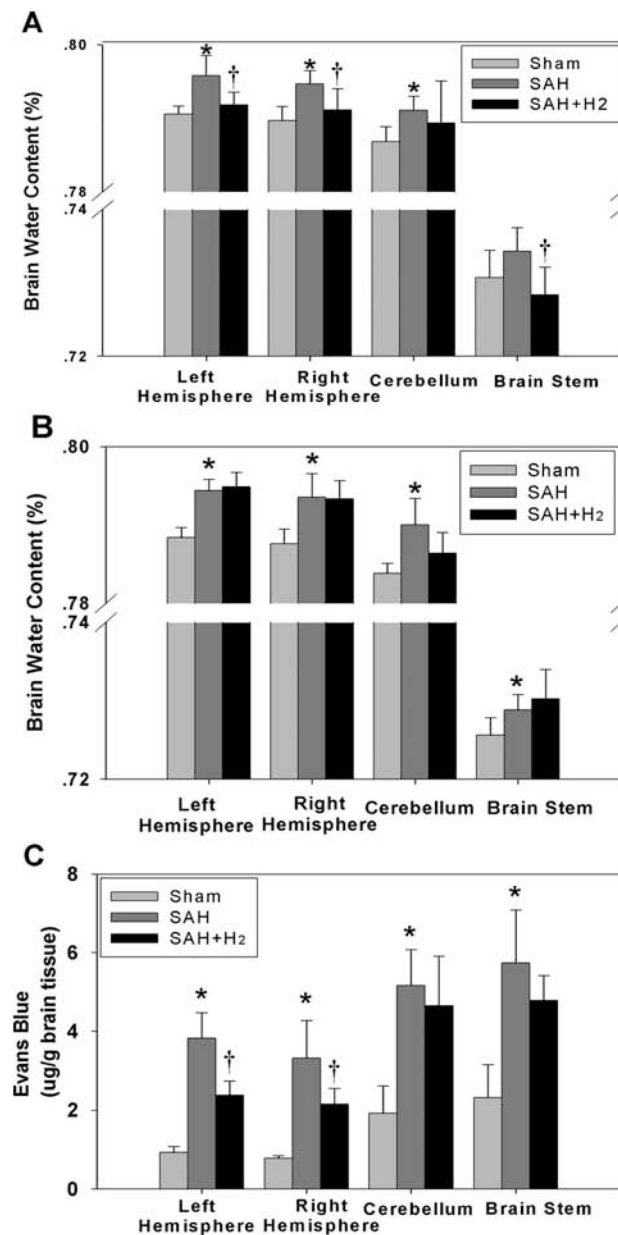 A
.80
.78
.74
.72
Brain Water Content (%)
Sham
SAH
SAH+H2
* † * † * †
Left Hemisphere
Right Hemisphere
Cerebellum
Brain Stem
B
.80
.78
.74
.72
Brain Water Content (%)
Sham
SAH
SAH+H2
* * * *
Left Hemisphere
Right Hemisphere
Cerebellum
Brain Stem
C
8
6
4
2
0
Evans Blue
(ug/g brain tissue)
Sham
SAH
SAH+H2
* † * † * *
Left Hemisphere
Right Hemisphere
Cerebellum
Brain Stem